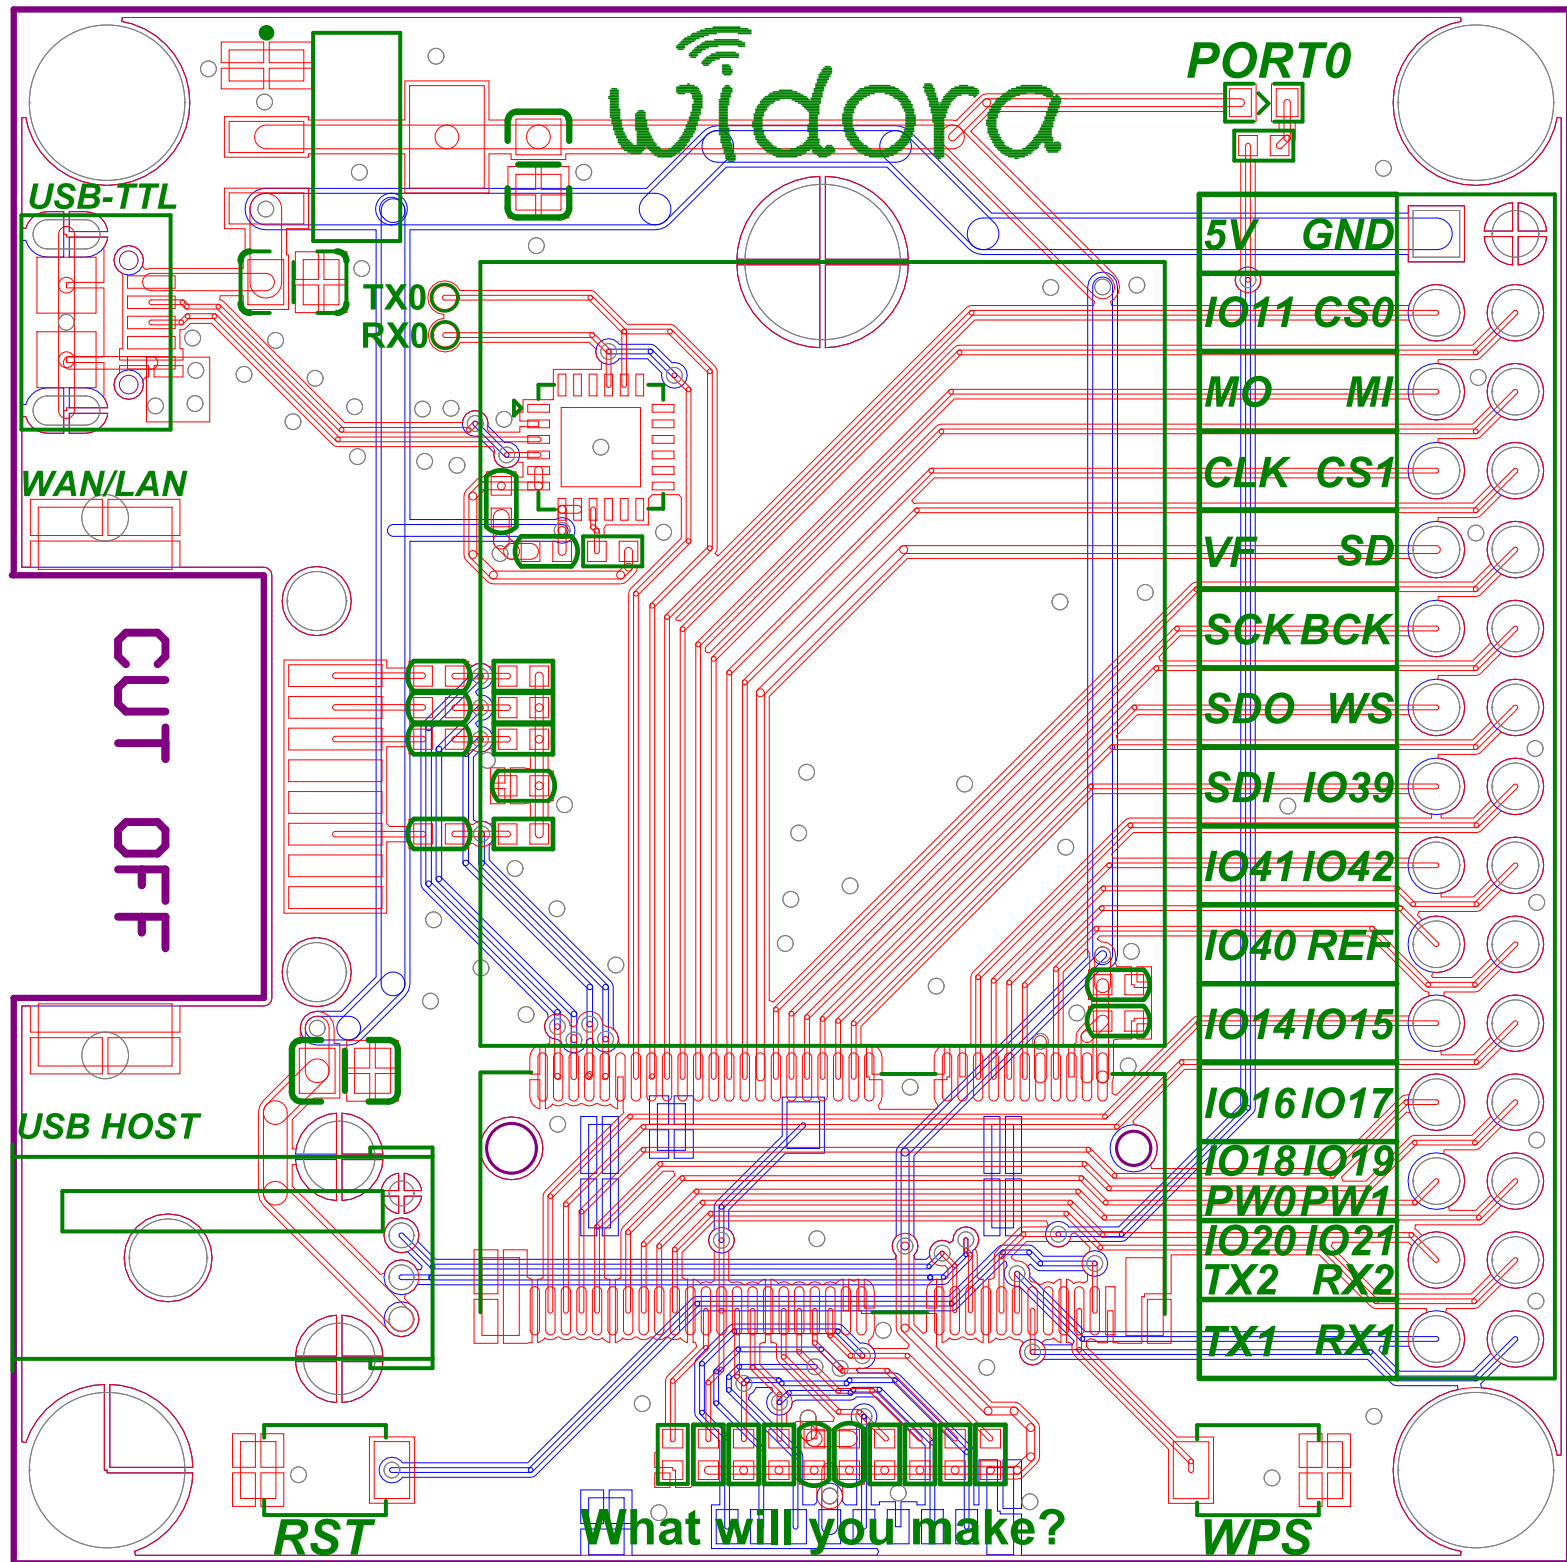 widora
PORT0
USB-TTL
5V GND
TX0
IO11 CS0
RX0
MO MI
WAN/LAN
CLK CS1
VF SD
SCK BCK
CUT OFF
SDO WS
SDI IO39
IO41 IO42
IO40 REF
IO14 IO15
IO16 IO17
USB HOST
IO18 IO19
PW0 PW1
IO20 IO21
TX2 RX2
TX1 RX1
What will you make?
RST
WPS